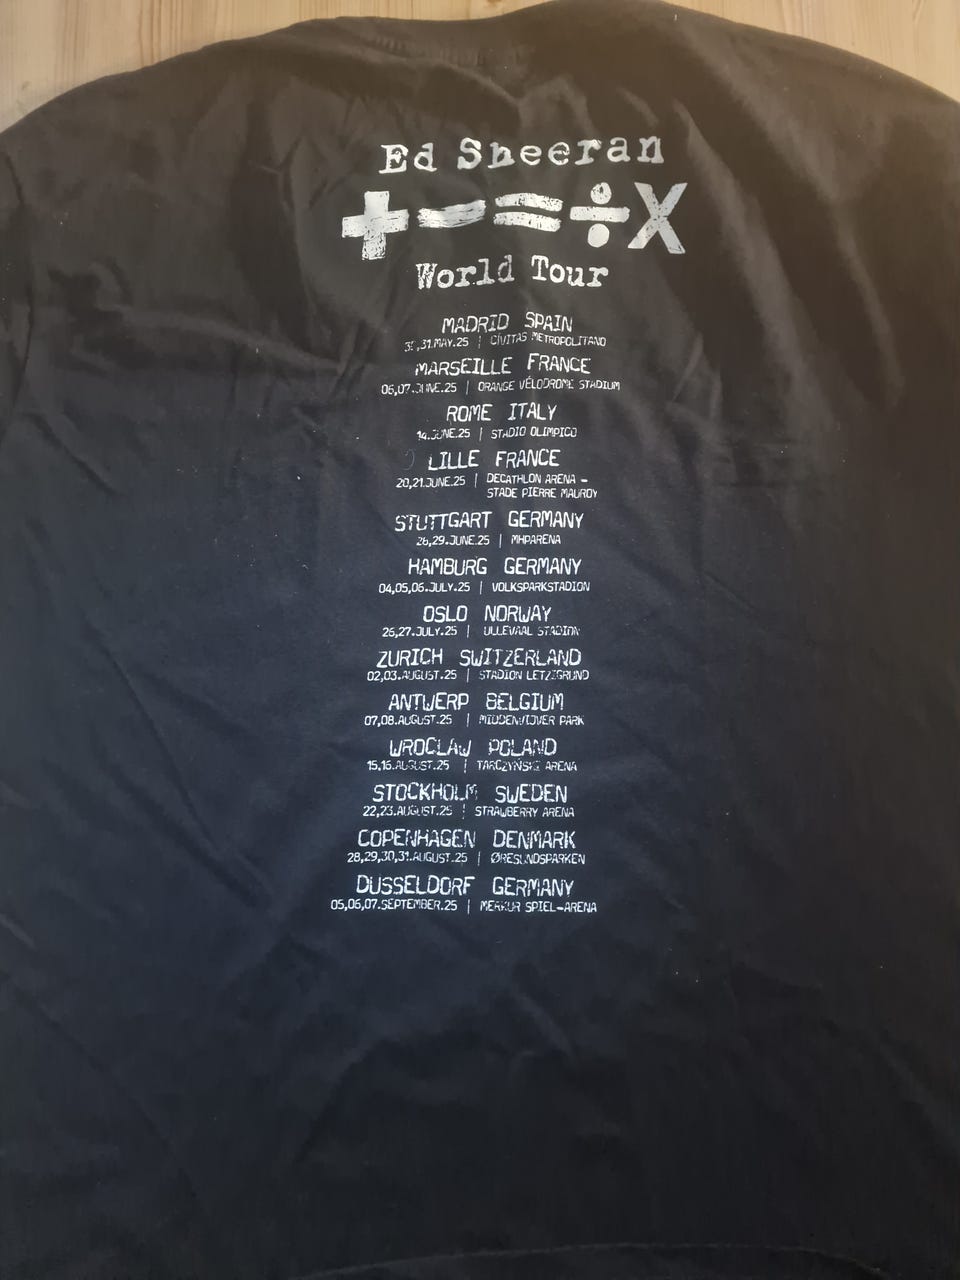 Ed Sheeran
+-=÷x
World Tour
MADRID SPAIN
30,31.MAY.25 | CÍVITAS METROPOLITANO
MARSEILLE FRANCE
06,07.JUNE.25 | ORANGE VÉLODROME STADIUM
ROME ITALY
14.JUNE.25 | STADIO OLIMPICO
LILLE FRANCE
20,21.JUNE.25 | DECATHLON ARENA -
STADE PIERRE MAUROY
STUTTGART GERMANY
28,29.JUNE.25 | MHPARENA
HAMBURG GERMANY
04,05,06.JULY.25 | VOLKSPARKSTADION
OSLO NORWAY
26,27.JULY.25 | ULLEVAAL STADION
ZURICH SWITZERLAND
02,03.AUGUST.25 | STADION LETZIGRUND
ANTWERP BELGIUM
07,08.AUGUST.25 | MIDDENVIJVER PARK
WROCLAW POLAND
15,16.AUGUST.25 | TARCZYŃSKI ARENA
STOCKHOLM SWEDEN
22,23.AUGUST.25 | STRAWBERRY ARENA
COPENHAGEN DENMARK
28,29,30,31.AUGUST.25 | ØRESUNDSPARKEN
DUSSELDORF GERMANY
05,06,07.SEPTEMBER.25 | MERKUR SPIEL-ARENA